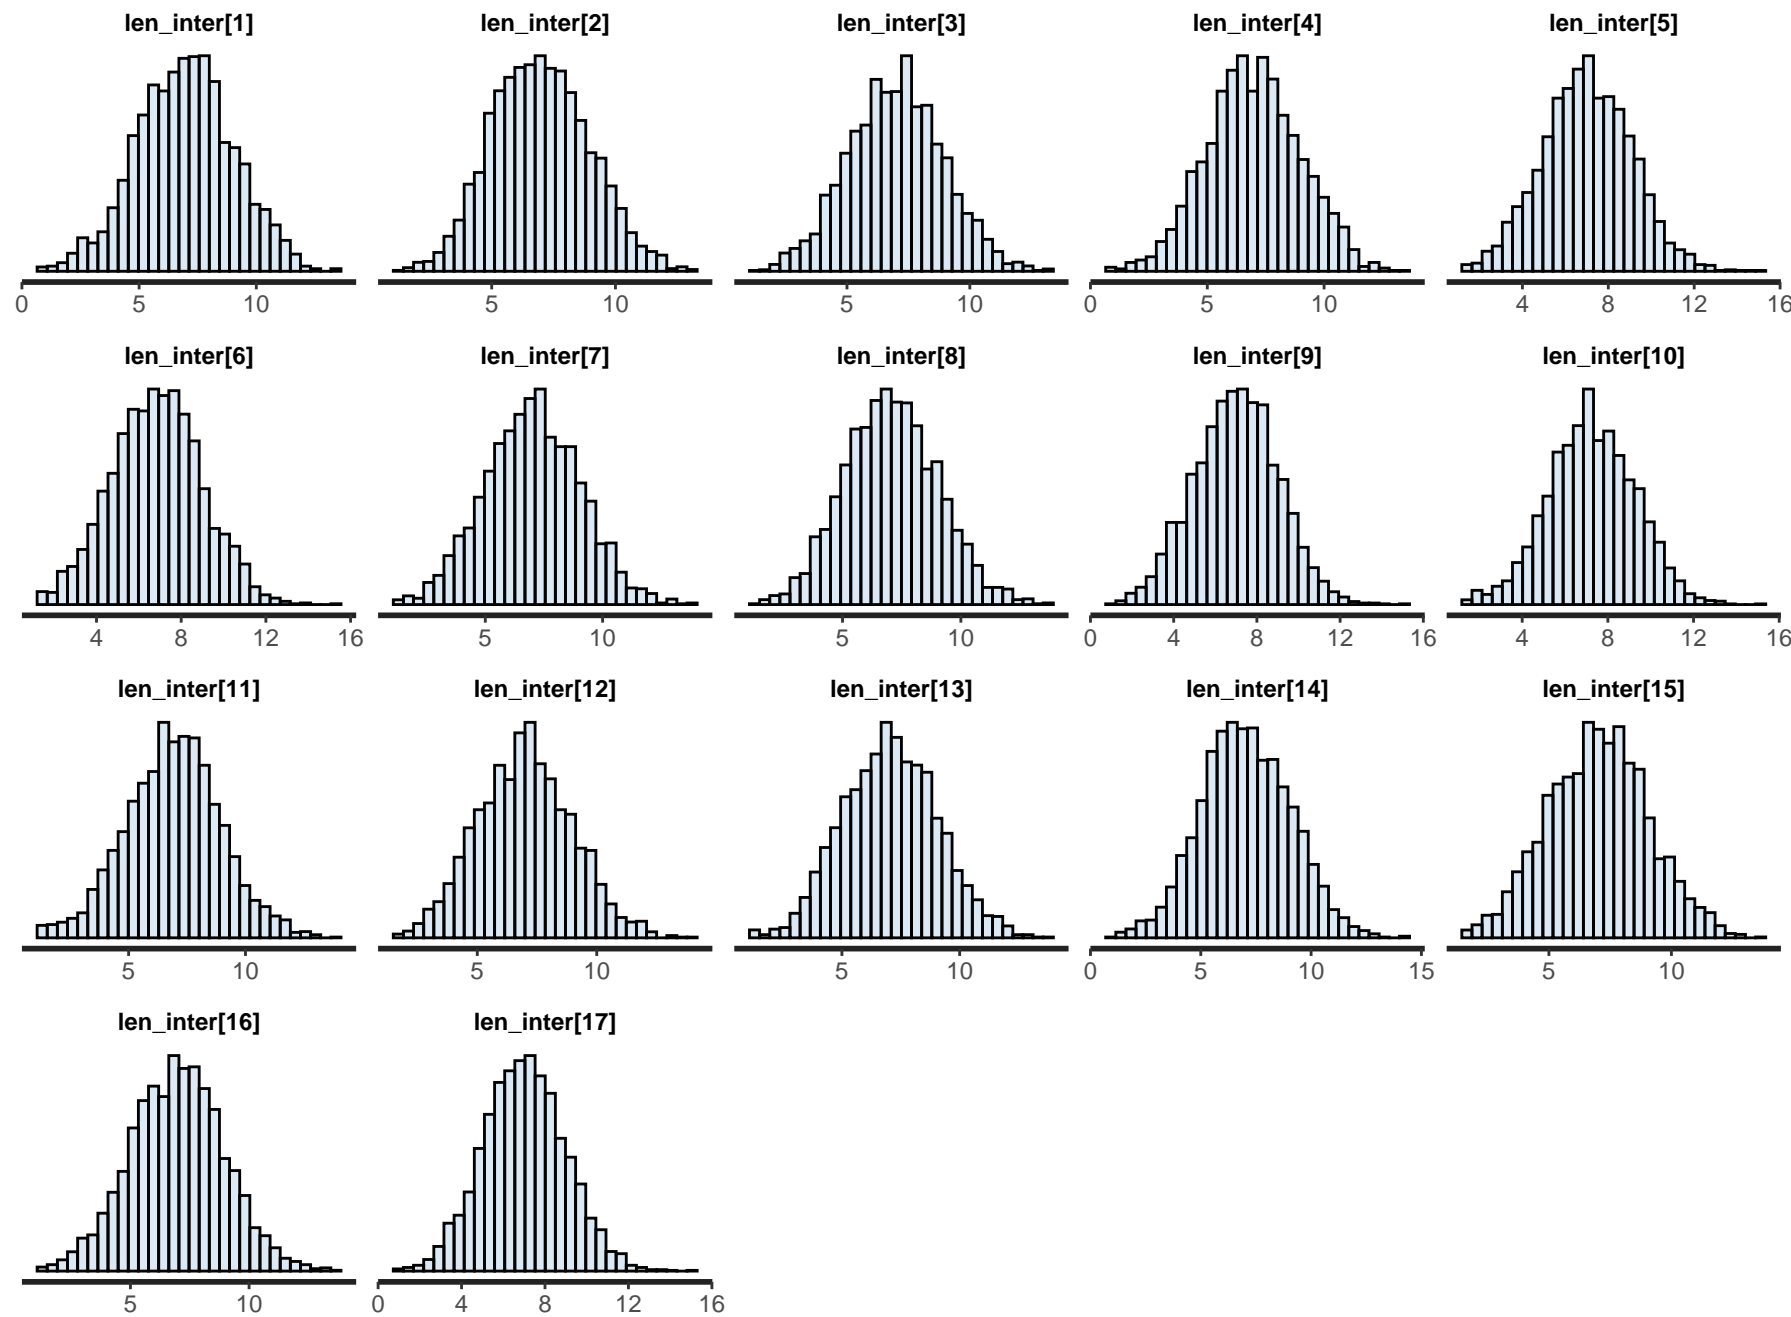 len_inter[1] len_inter[2] len_inter[3] len_inter[4] len_inter[5]
0 5 10 5 10 5 10 0 5 10 4 8 12 16
len_inter[6] len_inter[7] len_inter[8] len_inter[9] len_inter[10]
4 8 12 16 5 10 5 10 0 4 8 12 16 4 8 12 16
len_inter[11] len_inter[12] len_inter[13] len_inter[14] len_inter[15]
5 10 5 10 5 10 0 5 10 15 5 10
len_inter[16] len_inter[17]
5 10 0 4 8 12 16